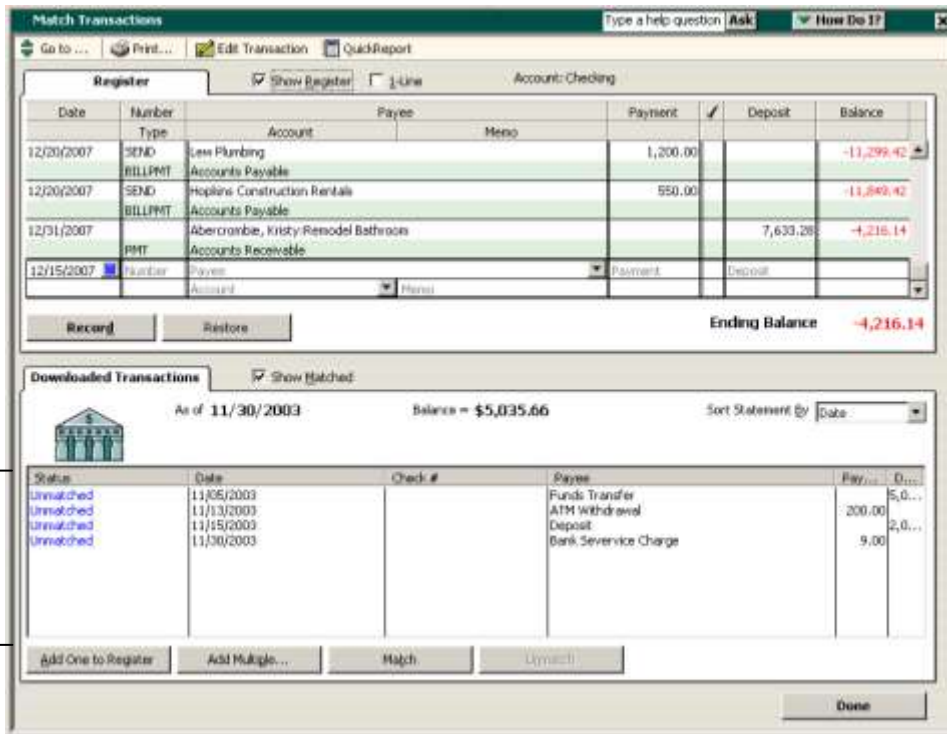 Match Transactions Type a help question Ask How Do I?
Go to ... Print... Edit Transaction QuickReport
Register Show Register 1-Line Account: Checking
Date Number Payee Payment ✓ Deposit Balance
Type Account Memo
12/20/2007 SEND Lew Plumbing 1,200.00 -11,299.42
BILLPMT Accounts Payable
12/20/2007 SEND Hopkins Construction Rentals 550.00 -11,849.42
BILLPMT Accounts Payable
12/31/2007 Abercrombie, Kristy:Remodel Bathroom 7,633.28 -4,216.14
PMT Accounts Receivable
12/15/2007 Number Payee Payment Deposit
Account Memo
Record Restore Ending Balance -4,216.14
Downloaded Transactions Show Matched
As of 11/30/2003 Balance = $5,035.66 Sort Statement By Date
Status Date Check # Payee Pay... D...
Unmatched 11/05/2003 Funds Transfer 5,0...
Unmatched 11/13/2003 ATM Withdrawal 200.00
Unmatched 11/15/2003 Deposit 2,0...
Unmatched 11/30/2003 Bank Severvice Charge 9.00
Add One to Register Add Multiple... Match Unmatch
Done